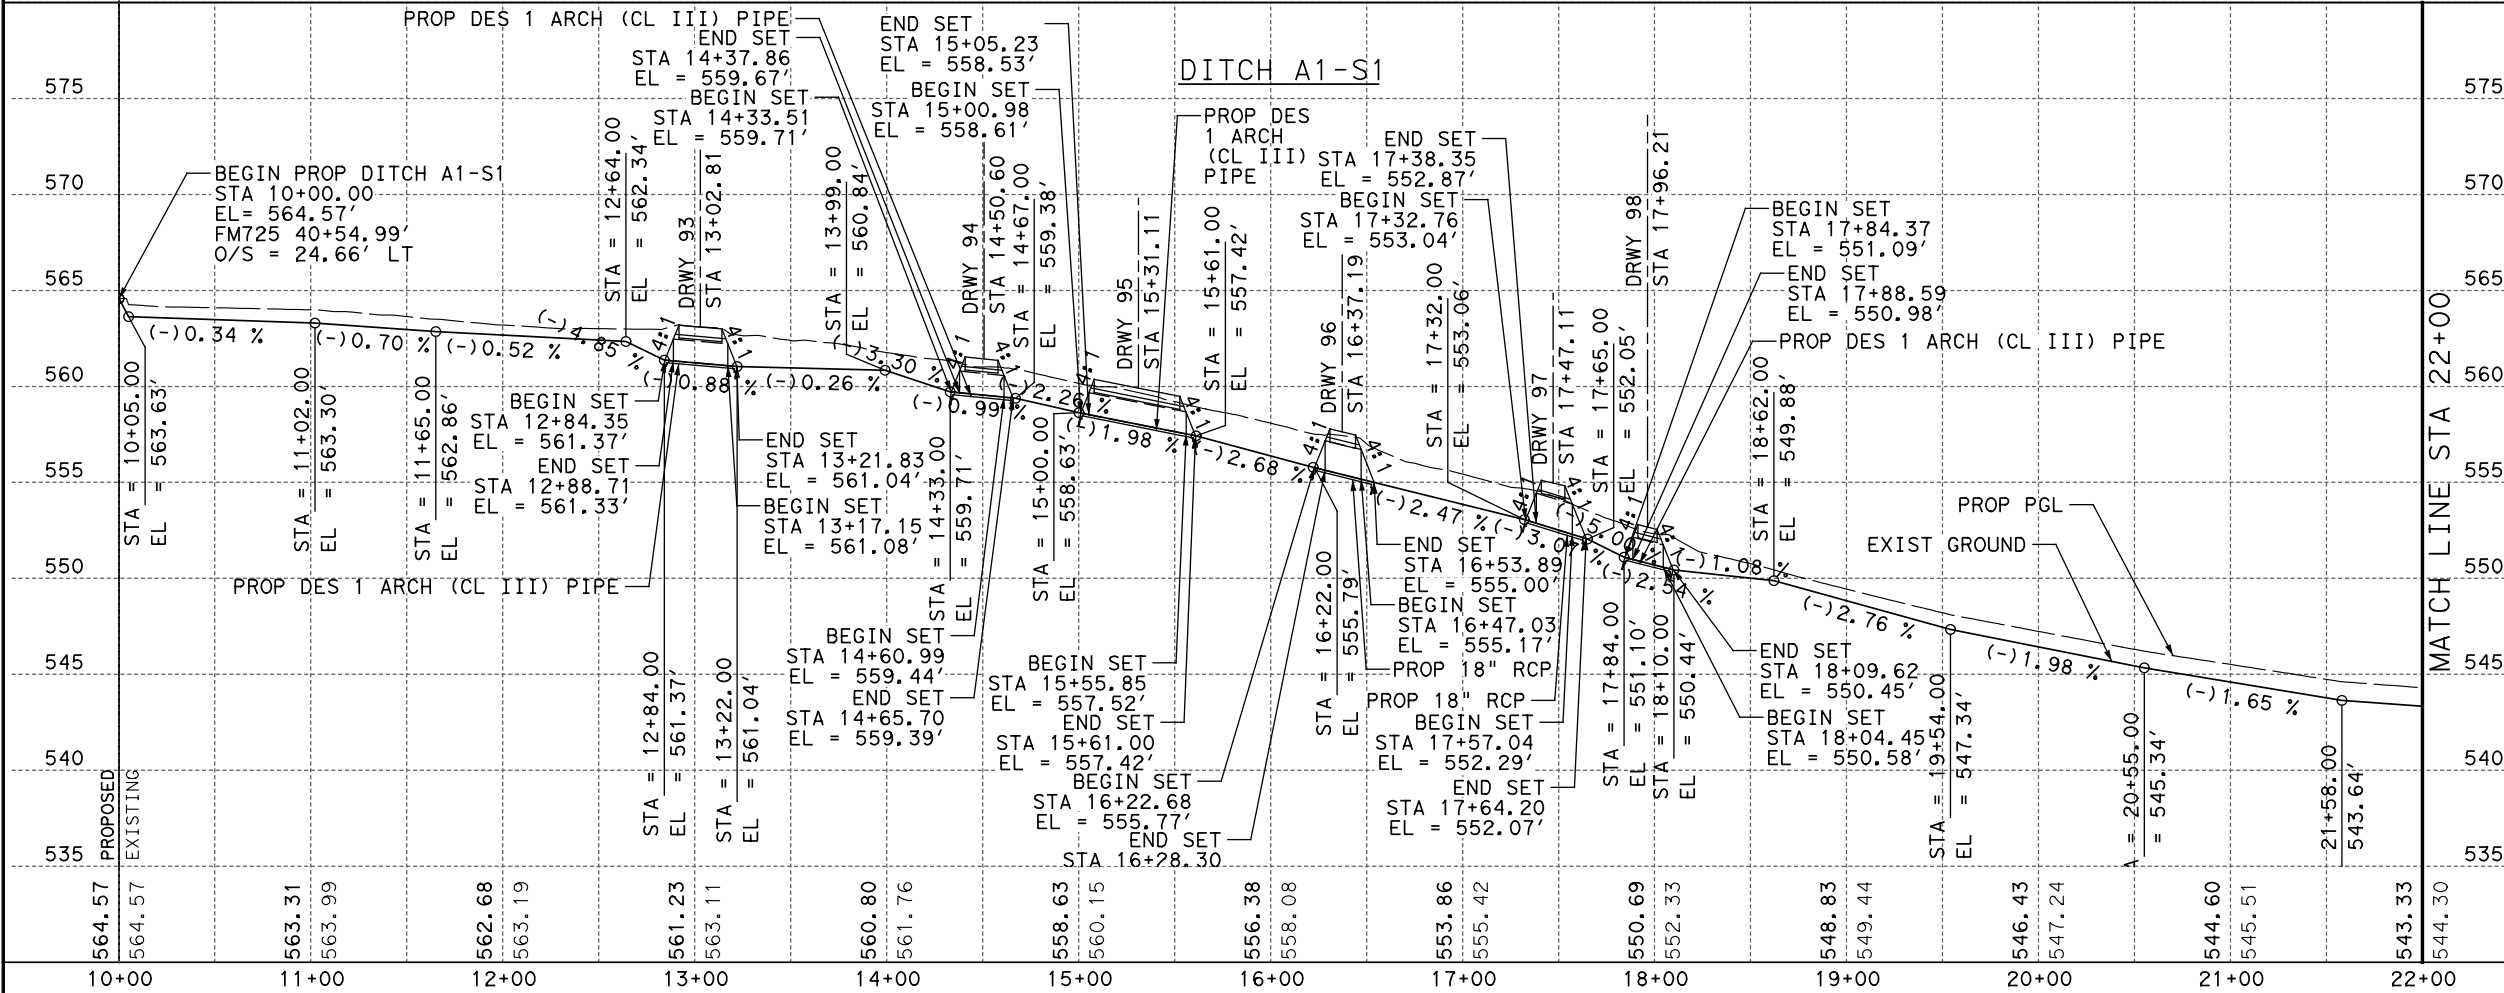 DITCH A1-S1
PROP DES 1 ARCH (CL III) PIPE
END SET
STA 14+37.86
EL = 559.67'
BEGIN SET
STA 14+33.51
EL = 559.71'
END SET
STA 15+05.23
EL = 558.53'
BEGIN SET
STA 15+00.98
EL = 558.61'
PROP DES
1 ARCH
(CL III)
PIPE
END SET
STA 17+38.35
EL = 552.87'
BEGIN SET
STA 17+32.76
EL = 553.04'
BEGIN SET
STA 17+84.37
EL = 551.09'
END SET
STA 17+88.59
EL = 550.98'
PROP DES 1 ARCH (CL III) PIPE
BEGIN PROP DITCH A1-S1
STA 10+00.00
EL= 564.57'
FM725 40+54.99'
O/S = 24.66' LT
575
570
565
560
555
550
545
540
535
575
570
565
560
555
550
545
540
535
STA = 12+64.00
EL = 562.34'
DRWY 93
STA 13+02.81
STA = 13+99.00
EL = 560.84'
DRWY 94
STA 14+50.60
STA = 14+67.00
EL = 559.38'
DRWY 95
STA 15+31.11
STA = 15+61.00
EL = 557.42'
DRWY 96
STA 16+37.19
STA = 17+32.00
EL = 553.06'
DRWY 97
STA 17+47.11
STA = 17+65.00
EL = 552.05'
DRWY 98
STA 17+96.21
STA = 18+62.00
EL = 549.88'
(-)0.34 %
(-)0.70 %
(-)0.52 %
(-)4.85 %
4:1
(-)0.88 %
4:1
(-)0.26 %
(-)3.30 %
4:1
(-)0.99 %
4:1
(-)2.26 %
4:1
(-)1.98 %
4:1
(-)2.68 %
4:1
4:1
(-)2.47 %
4:1
(-)3.07 %
4:1
(-)5.00 %
4:1
(-)2.54 %
4:1
(-)1.08 %
(-)2.76 %
(-)1.98 %
(-)1.65 %
STA = 10+05.00
EL = 563.63'
STA = 11+02.00
EL = 563.30'
STA = 11+65.00
EL = 562.86'
BEGIN SET
STA 12+84.35
EL = 561.37'
END SET
STA 12+88.71
EL = 561.33'
PROP DES 1 ARCH (CL III) PIPE
STA = 12+84.00
EL = 561.37'
STA = 13+22.00
EL = 561.04'
END SET
STA 13+21.83
EL = 561.04'
BEGIN SET
STA 13+17.15
EL = 561.08'
STA = 14+33.00
EL = 559.71'
BEGIN SET
STA 14+60.99
EL = 559.44'
END SET
STA 14+65.70
EL = 559.39'
STA = 15+00.00
EL = 558.63'
BEGIN SET
STA 15+55.85
EL = 557.52'
END SET
STA 15+61.00
EL = 557.42'
BEGIN SET
STA 16+22.68
EL = 555.77'
END SET
STA 16+28.30
STA = 16+22.00
EL = 555.79'
END SET
STA 16+53.89
EL = 555.00'
BEGIN SET
STA 16+47.03
EL = 555.17'
PROP 18" RCP
PROP 18" RCP
BEGIN SET
STA 17+57.04
EL = 552.29'
END SET
STA 17+64.20
EL = 552.07'
STA = 17+84.00
EL = 551.10'
STA = 18+10.00
EL = 550.44'
END SET
STA 18+09.62
EL = 550.45'
BEGIN SET
STA 18+04.45
EL = 550.58'
STA = 19+54.00
EL = 547.34'
A = 20+55.00
= 545.34'
21+58.00
543.64'
PROP PGL
EXIST GROUND
MATCH LINE STA 22+00
PROPOSED
EXISTING
564.57
564.57
563.31
563.99
562.68
563.19
561.23
563.11
560.80
561.76
558.63
560.15
556.38
558.08
553.86
555.42
550.69
552.33
548.83
549.44
546.43
547.24
544.60
545.51
543.33
544.30
10+00
11+00
12+00
13+00
14+00
15+00
16+00
17+00
18+00
19+00
20+00
21+00
22+00